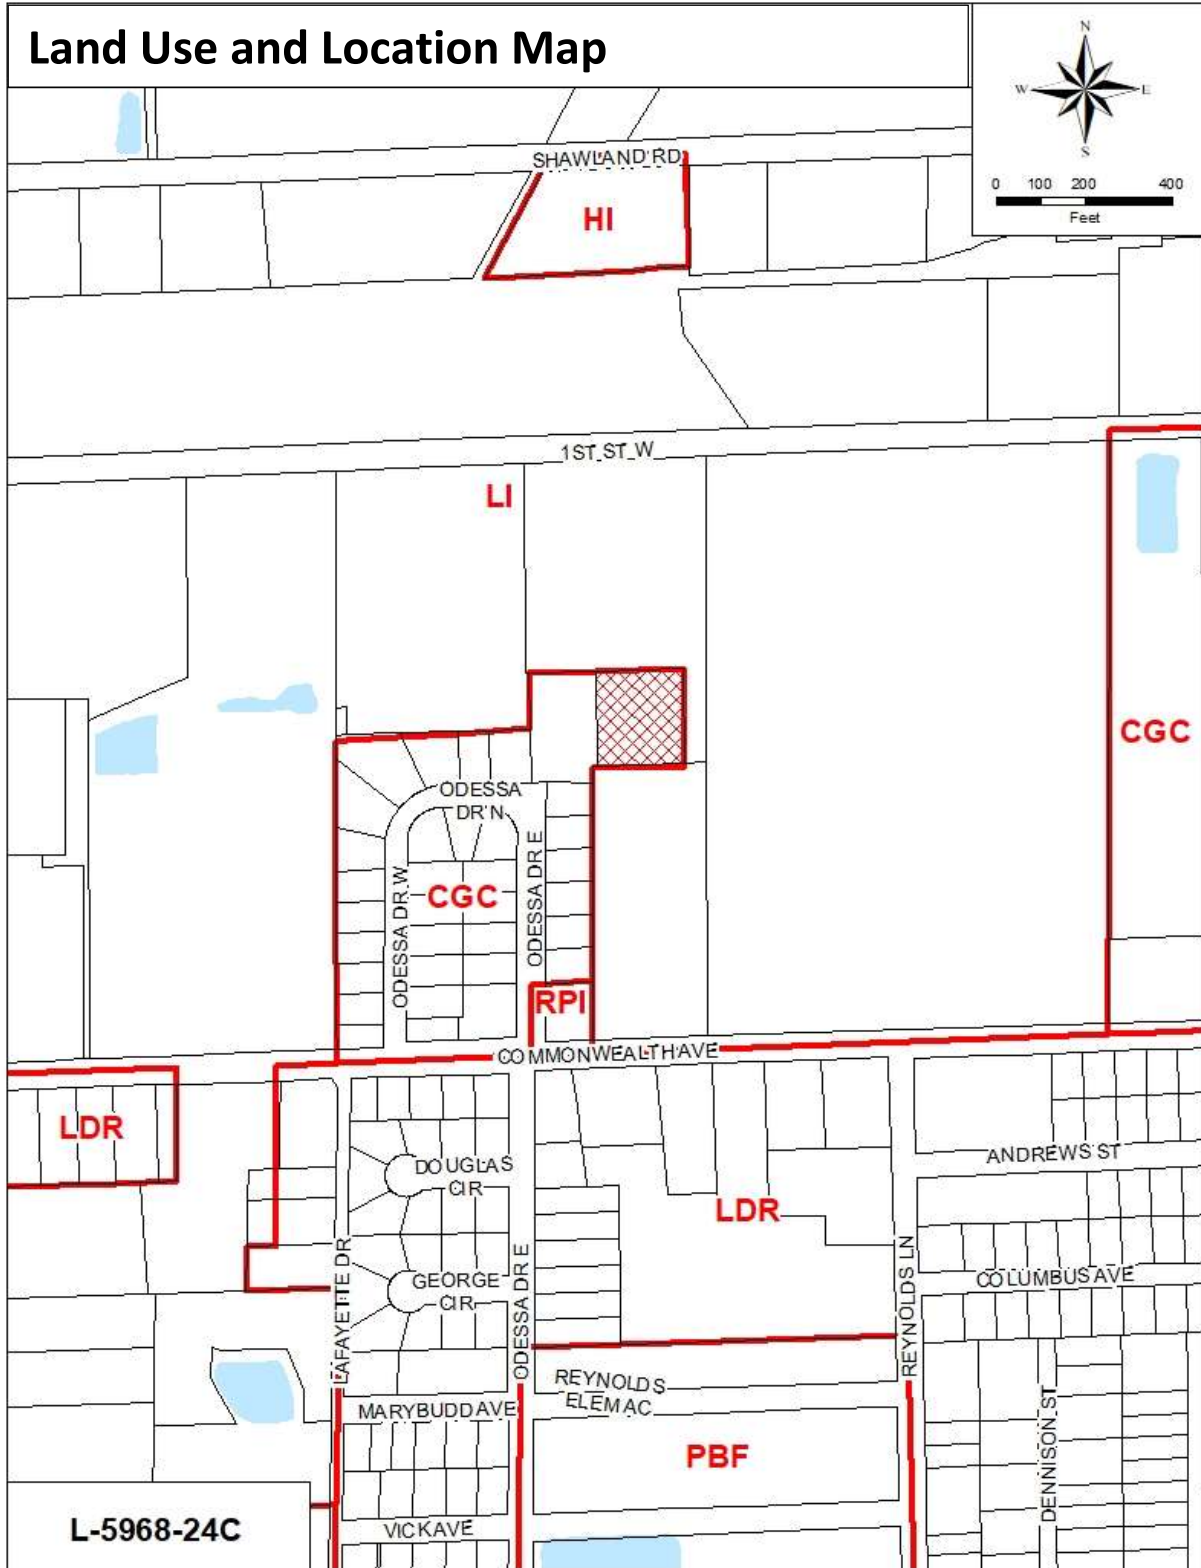 Land Use and Location Map
N
W E
S
0 100 200 400
Feet
SHAWLAND RD
HI
1ST ST W
LI
CGC
ODESSA
DR N
ODESSA DR W
CGC
ODESSA DR E
RPI
COMMONWEALTH AVE
LDR
DOUGLAS
CIR
ANDREWS ST
LDR
LAFAYETTE DR
GEORGE
CIR
ODESSA DR E
REYNOLDS LN
COLUMBUS AVE
REYNOLDS
ELEM AC
MARYBUDD AVE
PBF
DENNISON ST
L-5968-24C
VICK AVE